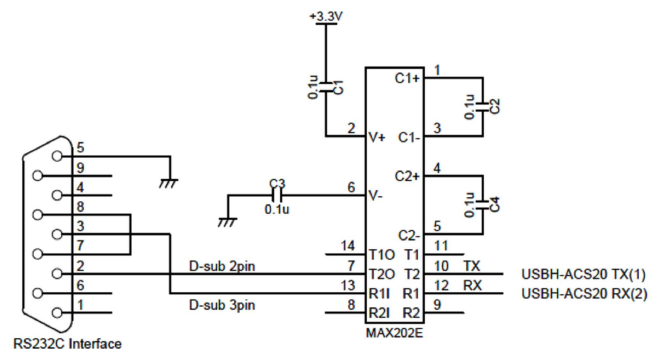 +3.3V
0.1u
C1
1
C1+
0.1u
C2
2
V+
C1-
3
5
9
4
8
3
7
2
6
1
C3
0.1u
6
V-
C2+
4
0.1u
C4
C2-
5
14
T1O
T1
11
D-sub 2pin
7
T2O
T2
10
TX
USBH-ACS20 TX(1)
13
R1I
R1
12
RX
USBH-ACS20 RX(2)
D-sub 3pin
8
R2I
R2
9
MAX202E
RS232C Interface